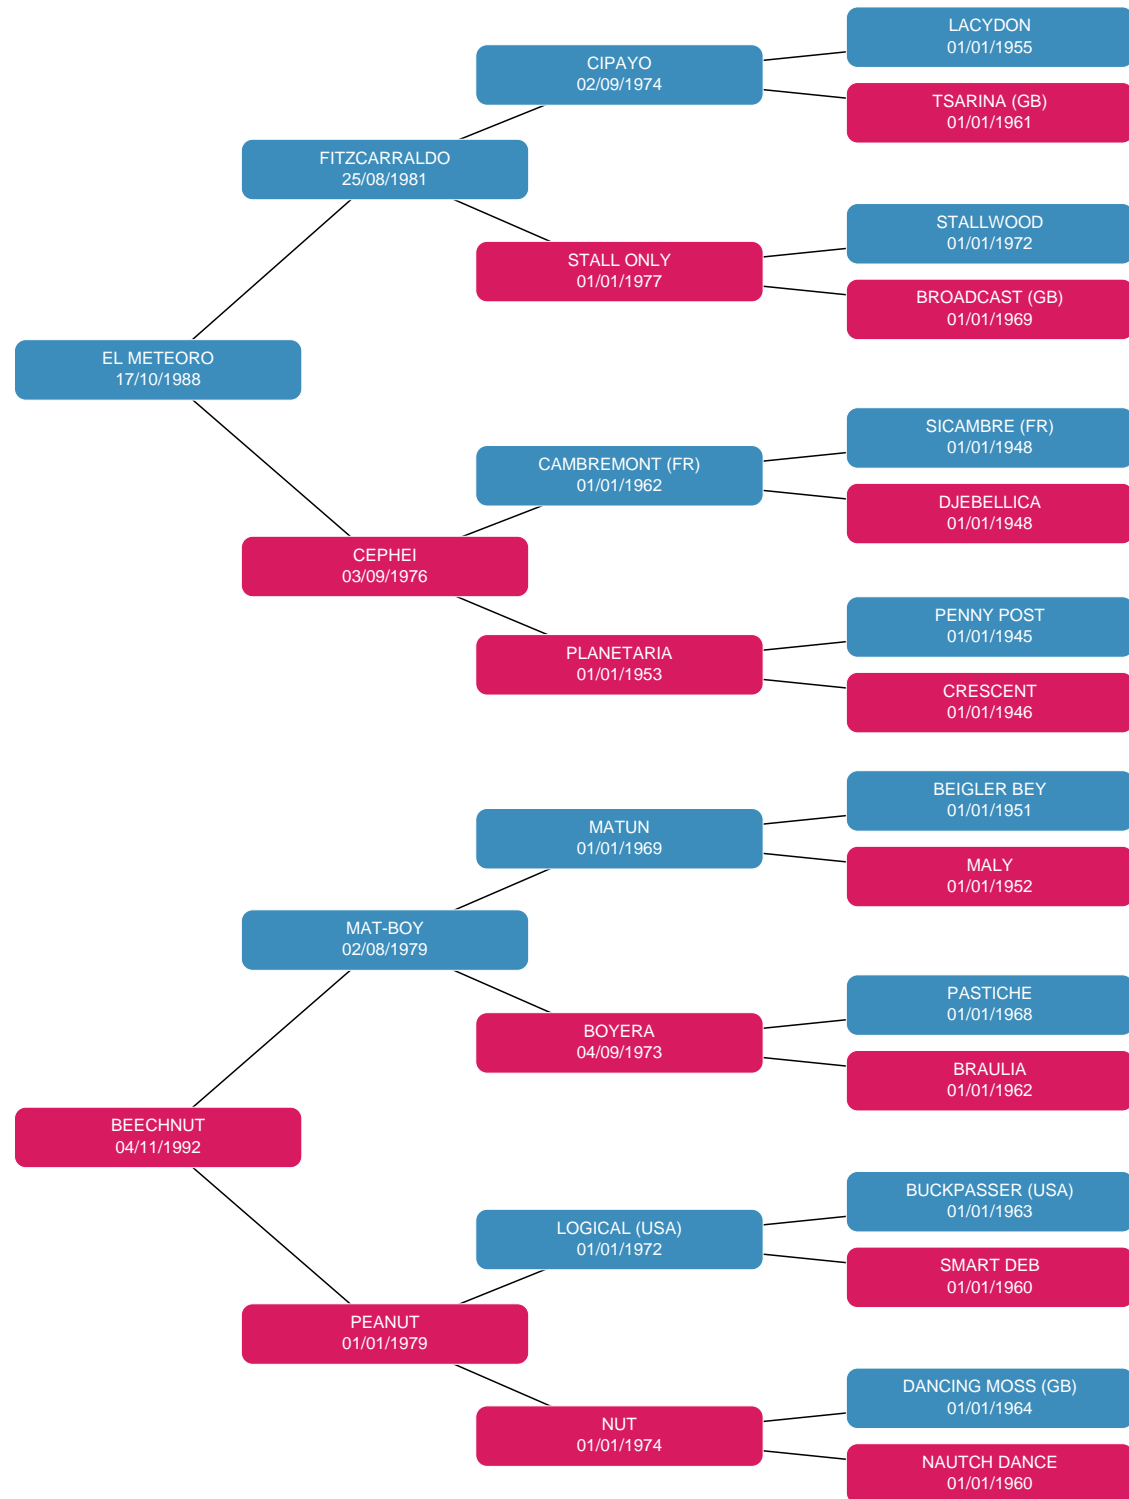 LACYDON
01/01/1955
CIPAYO
02/09/1974
TSARINA (GB)
01/01/1961
FITZCARRALDO
25/08/1981
STALLWOOD
01/01/1972
STALL ONLY
01/01/1977
BROADCAST (GB)
01/01/1969
EL METEORO
17/10/1988
SICAMBRE (FR)
01/01/1948
CAMBREMONT (FR)
01/01/1962
DJEBELLICA
01/01/1948
CEPHEI
03/09/1976
PENNY POST
01/01/1945
PLANETARIA
01/01/1953
CRESCENT
01/01/1946
BEIGLER BEY
01/01/1951
MATUN
01/01/1969
MALY
01/01/1952
MAT-BOY
02/08/1979
PASTICHE
01/01/1968
BOYERA
04/09/1973
BRAULIA
01/01/1962
BEECHNUT
04/11/1992
BUCKPASSER (USA)
01/01/1963
LOGICAL (USA)
01/01/1972
SMART DEB
01/01/1960
PEANUT
01/01/1979
DANCING MOSS (GB)
01/01/1964
NUT
01/01/1974
NAUTCH DANCE
01/01/1960